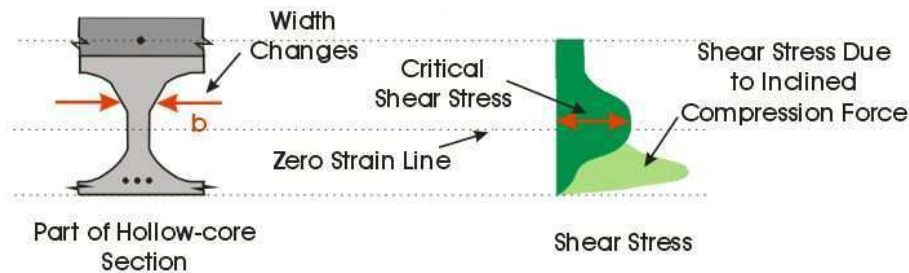 Width
Changes
b
Zero Strain Line
Critical
Shear Stress
Shear Stress Due
to Inclined
Compression Force
Part of Hollow-core
Section
Shear Stress